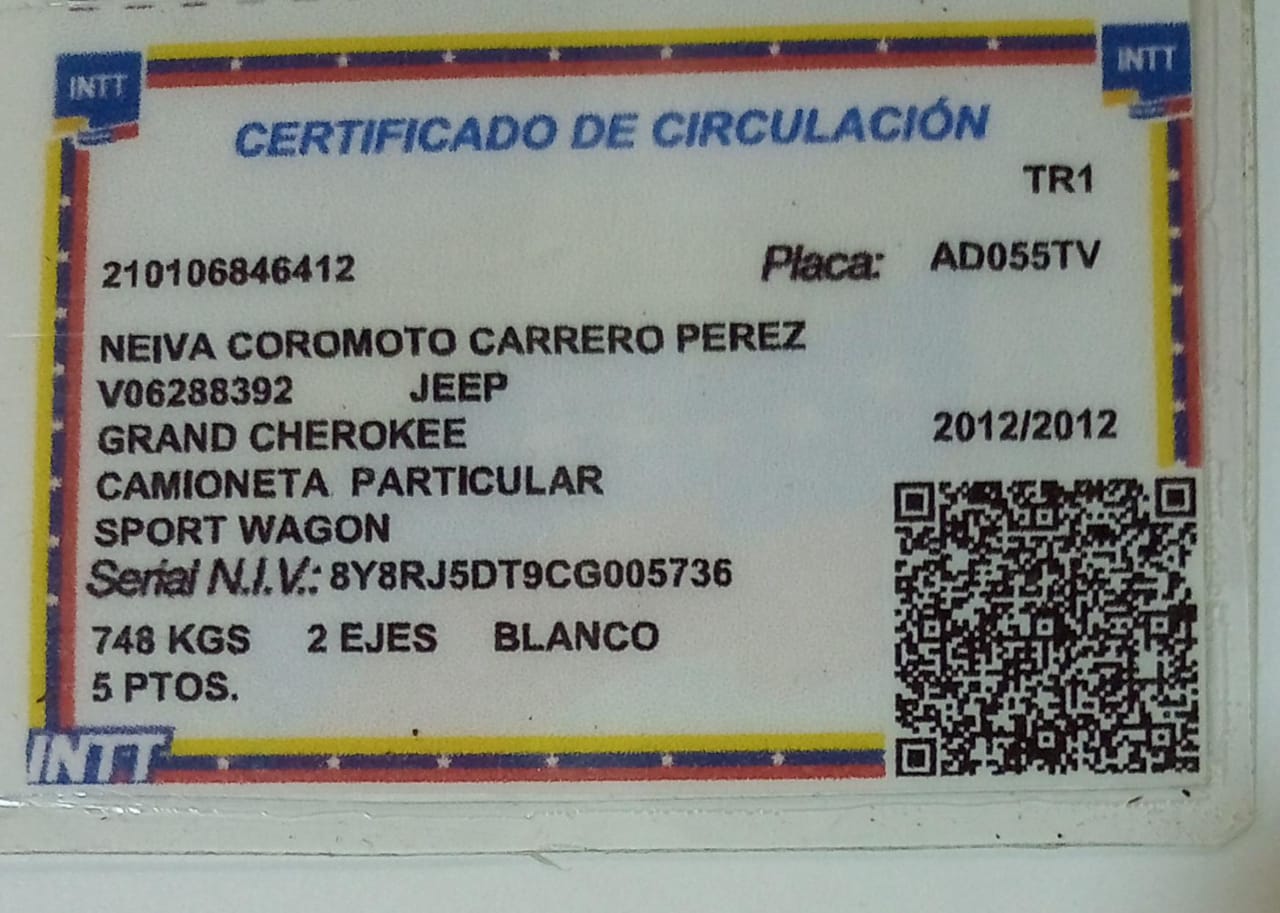 INTT INTT
CERTIFICADO DE CIRCULACIÓN
TR1
210106846412 Placa: AD055TV
NEIVA COROMOTO CARRERO PEREZ
V06288392 JEEP
GRAND CHEROKEE 2012/2012
CAMIONETA PARTICULAR
SPORT WAGON
Serial N.I.V.: 8Y8RJ5DT9CG005736
748 KGS 2 EJES BLANCO
5 PTOS.
INTT